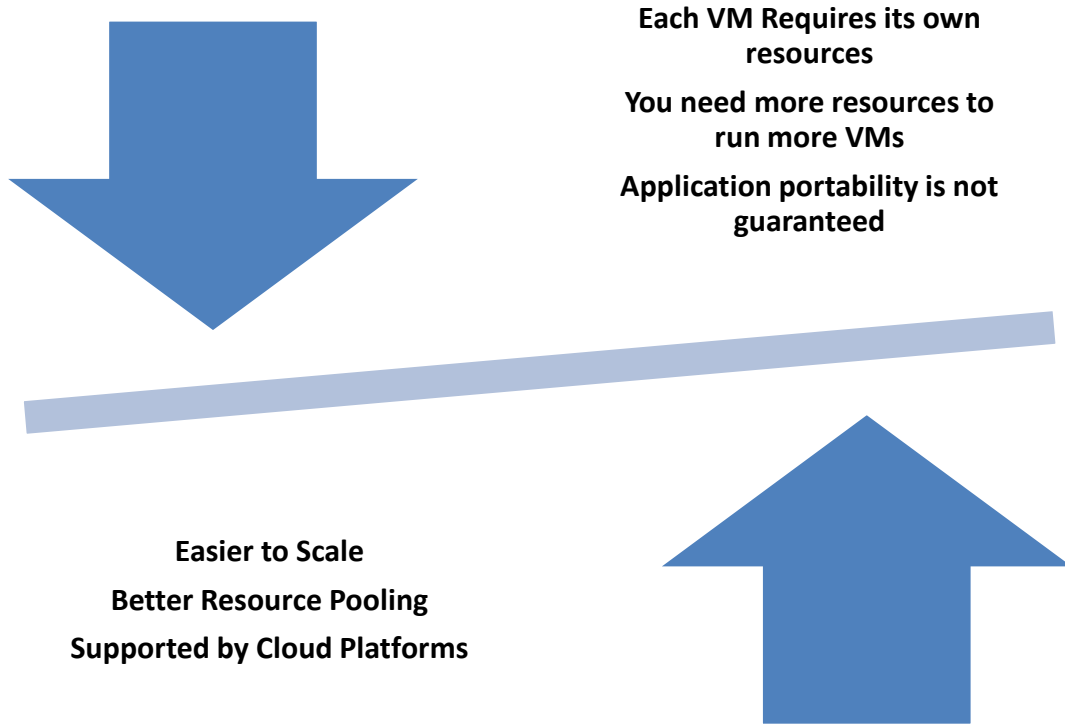 Each VM Requires its own
resources
You need more resources to
run more VMs
Application portability is not
guaranteed
Easier to Scale
Better Resource Pooling
Supported by Cloud Platforms